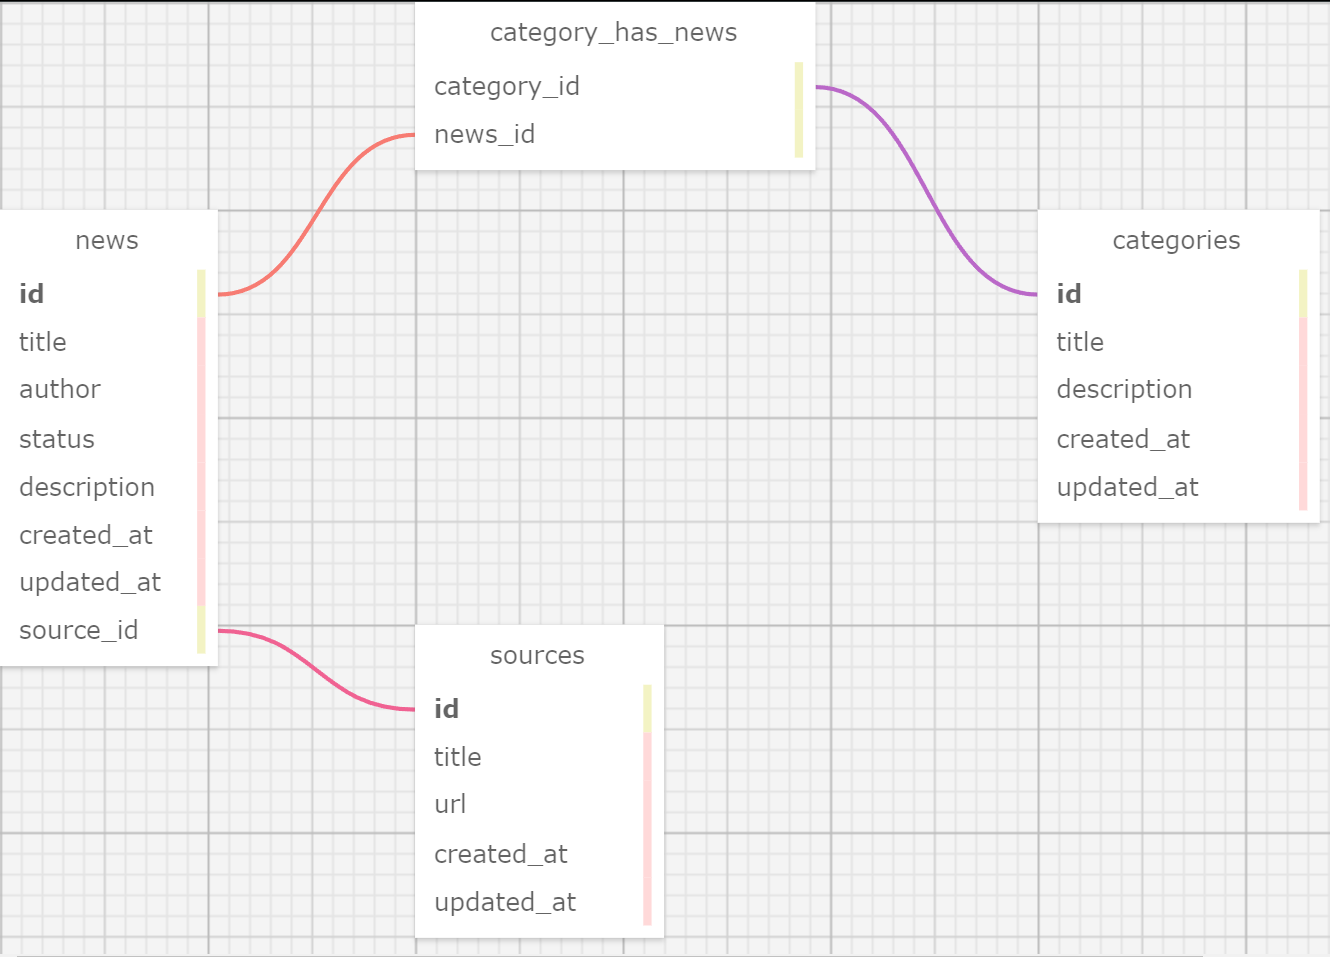 category_has_news
category_id
news_id
news
id
title
author
status
description
created_at
updated_at
source_id
categories
id
title
description
created_at
updated_at
sources
id
title
url
created_at
updated_at